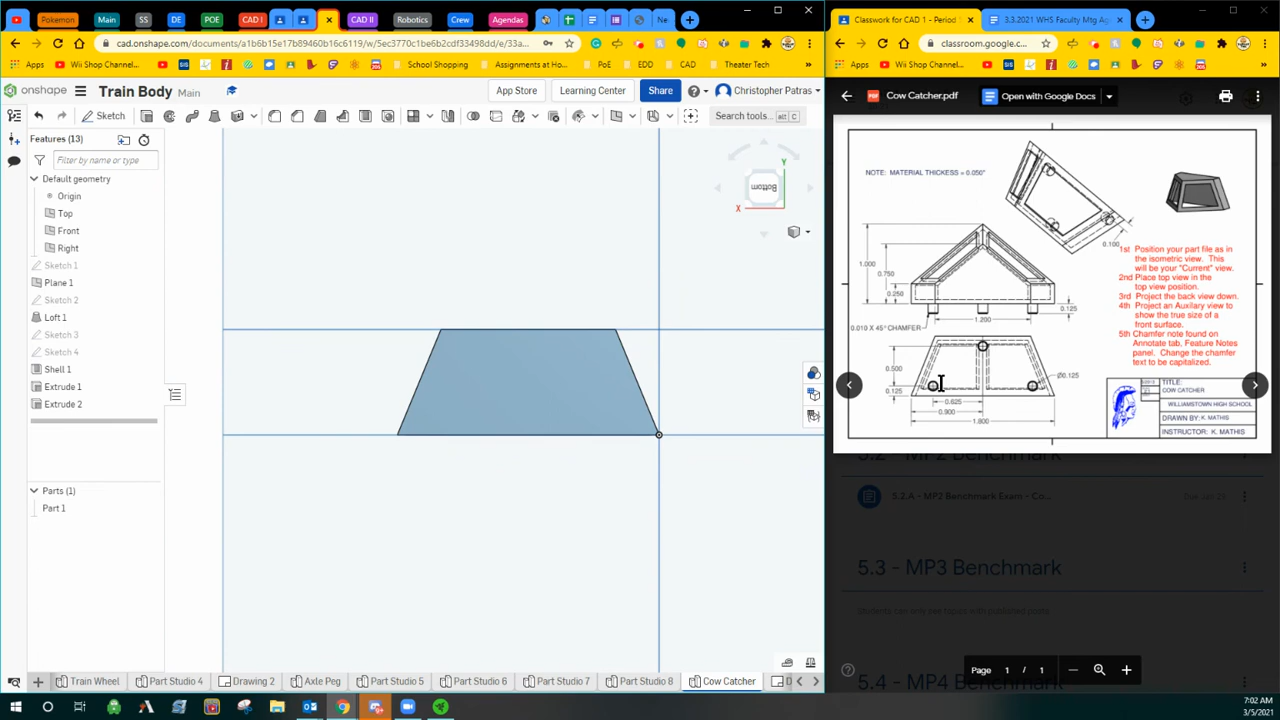 Pokemon
Main
SS
DE
POE
CAD I
CAD II
Robotics
Crew
Agendas
Ne
cad.onshape.com/documents/a1b6b15e17b89460b16c6119/w/5ec3770c1be6b2cdf33498dd/e/33a...
Apps
Wii Shop Channel...
School Shopping
Assignments at Ho...
PoE
EDD
CAD
Theater Tech
onshape
Train Body Main
App Store
Learning Center
Share
Christopher Patras
Sketch
Search tools...
alt C
Features (13)
Filter by name or type
Default geometry
Origin
Top
Front
Right
Sketch 1
Plane 1
Sketch 2
Loft 1
Sketch 3
Sketch 4
Shell 1
Extrude 1
Extrude 2
Parts (1)
Part 1
Y
Bottom
X
Train Wheel
Part Studio 4
Drawing 2
Axle Peg
Part Studio 5
Part Studio 6
Part Studio 7
Part Studio 8
Cow Catcher
D
Classwork for CAD 1 - Period
3.3.2021 WHS Faculty Mtg Ag
classroom.google.c...
Apps
Wii Shop Channel...
Cow Catcher.pdf
Open with Google Docs
NOTE: MATERIAL THICKESS = 0.050"
0.100
1.000
0.750
0.250
0.125
1.200
0.010 X 45° CHAMFER
0.500
0.125
Ø0.125
0.625
0.900
1.800
1st Position your part file as in
the isometric view. This
will be your "Current" view.
2nd Place top view in the
top view position.
3rd Project the back view down.
4th Project an Auxilary view to
show the true size of a
front surface.
5th Chamfer note found on
Annotate tab, Feature Notes
panel. Change the chamfer
text to be capitalized.
TITLE:
COW CATCHER
WILLIAMSTOWN HIGH SCHOOL
DRAWN BY: K. MATHIS
INSTRUCTOR: K. MATHIS
5.2 - MP2 Benchmark
5.2.A - MP2 Benchmark Exam - Co...
5.3 - MP3 Benchmark
Students can only see topics with published posts
5.4 - MP4 Benchmark
Page 1 / 1
7:02 AM
3/5/2021